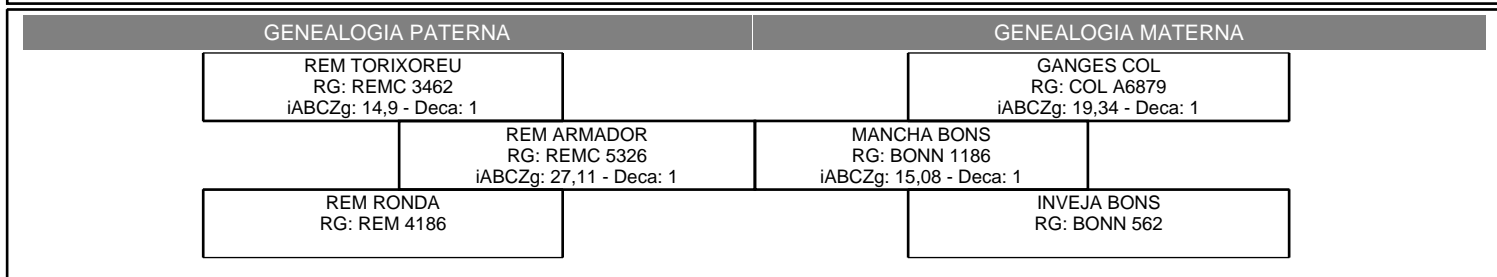 GENEALOGIA PATERNA
GENEALOGIA MATERNA
REM TORIXOREU
RG: REMC 3462
iABCZg: 14,9 - Deca: 1
GANGES COL
RG: COL A6879
iABCZg: 19,34 - Deca: 1
REM ARMADOR
RG: REMC 5326
iABCZg: 27,11 - Deca: 1
MANCHA BONS
RG: BONN 1186
iABCZg: 15,08 - Deca: 1
REM RONDA
RG: REM 4186
INVEJA BONS
RG: BONN 562